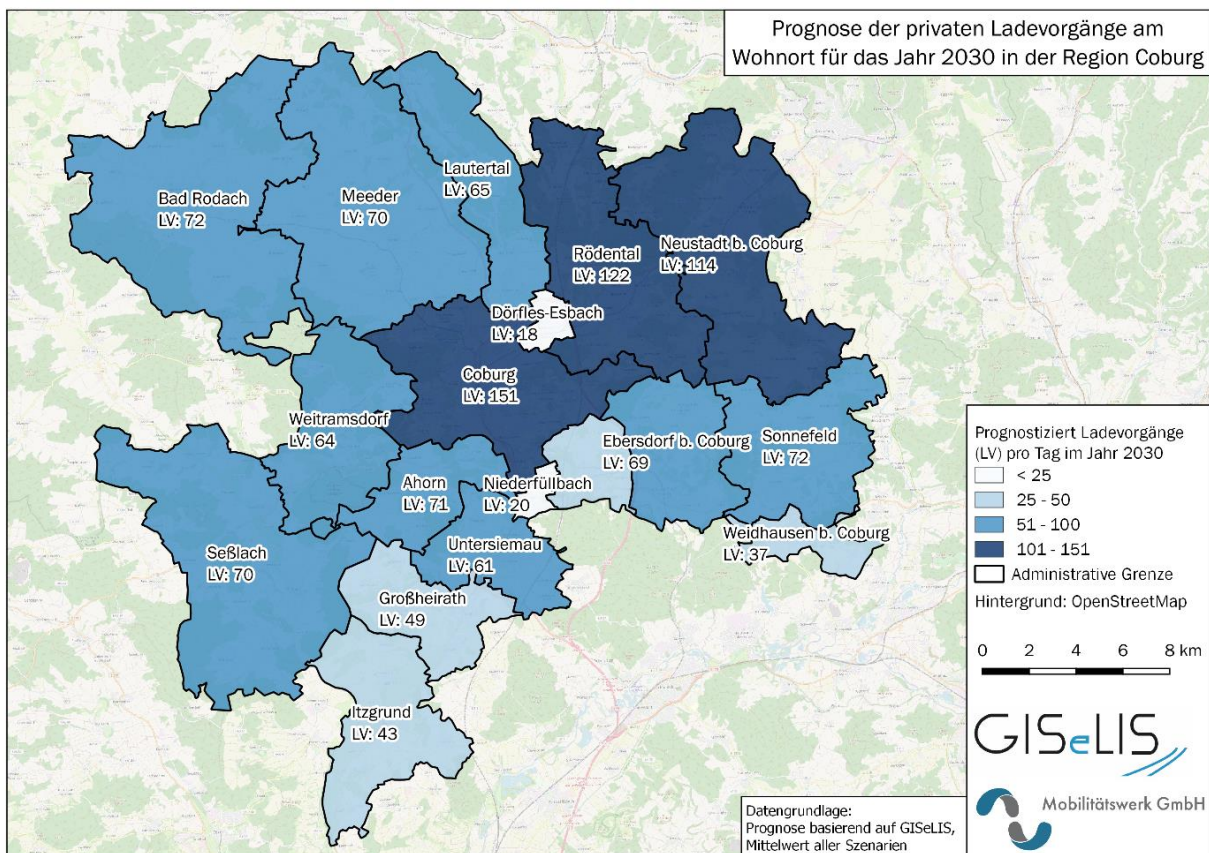 Prognose der privaten Ladevorgänge am
Wohnort für das Jahr 2030 in der Region Coburg
Lautertal
LV: 65
Bad Rodach
LV: 72
Meeder
LV: 70
Rödental
LV: 122
Neustadt b. Coburg
LV: 114
Dörfles-Esbach
LV: 18
Coburg
LV: 151
Weitramsdorf
LV: 64
Ebersdorf b. Coburg
LV: 69
Sonnefeld
LV: 72
Ahorn
LV: 71
Niederfüllbach
LV: 20
Weidhausen b. Coburg
LV: 37
Untersiemau
LV: 61
Seßlach
LV: 70
Großheirath
LV: 49
Itzgrund
LV: 43
Prognostiziert Ladevorgänge
(LV) pro Tag im Jahr 2030
< 25
25 - 50
51 - 100
101 - 151
Administrative Grenze
Hintergrund: OpenStreetMap
0 2 4 6 8 km
GISeLIS
Mobilitätswerk GmbH
Datengrundlage:
Prognose basierend auf GISeLIS,
Mittelwert aller Szenarien